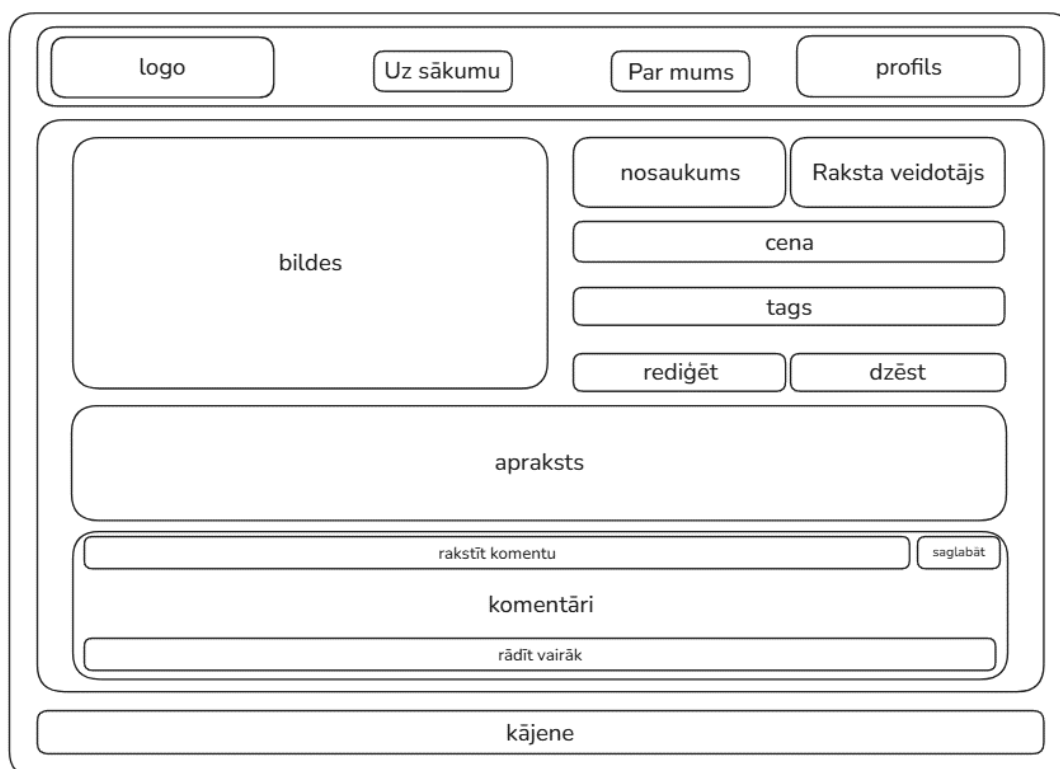 logo
Uz sākumu
Par mums
profils
bildes
nosaukums
Raksta veidotājs
cena
tags
rediģēt
dzēst
apraksts
rakstīt komentu
saglabāt
komentāri
rādīt vairāk
kājene